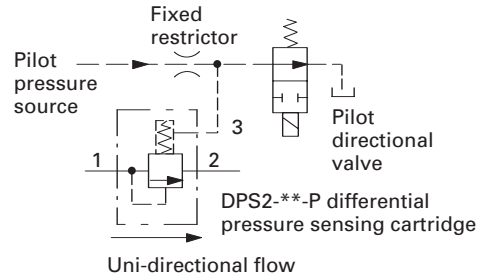 Fixed
restrictor
Pilot
pressure
source
3
Pilot
directional
valve
1
2
DPS2-**-P differential
pressure sensing cartridge
Uni-directional flow